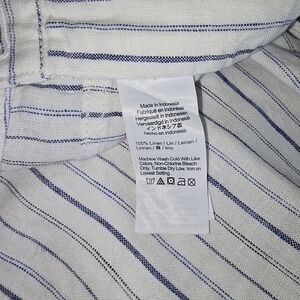 Made in Indonesia
Fabriqué en Indonésie
Hergestellt in Indonesien
Vervaardigd in Indonesië
インドネシア製
hecho en Indonesia
100% Linen / Lin / Leinen /
Linnen / 麻 / lino
Machine Wash Cold With Like
Colors. Non-Chlorine Bleach
Only. Tumble Dry Low. Iron on
Lowest Setting.